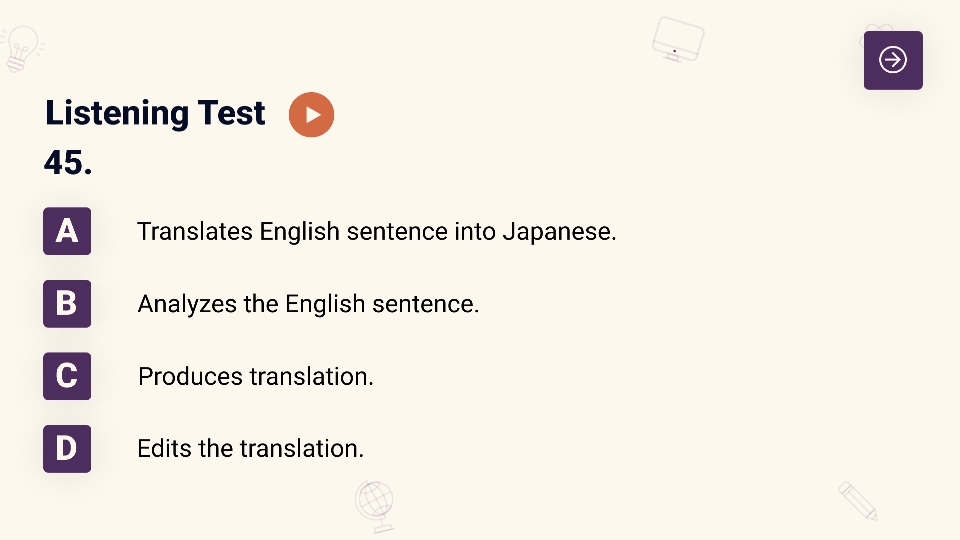 Listening Test
45.
A Translates English sentence into Japanese.
B Analyzes the English sentence.
C Produces translation.
D Edits the translation.